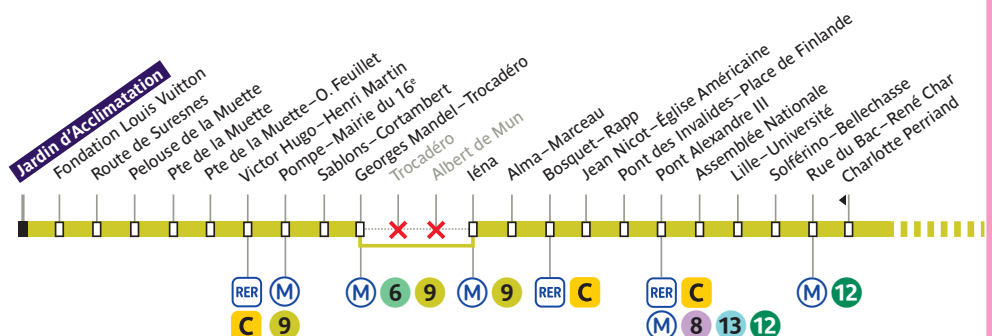 Jardin d'Acclimatation
Fondation Louis Vuitton
Route de Suresnes
Pelouse de la Muette
Pte de la Muette
Pte de la Muette–O. Feuillet
Victor Hugo–Henri Martin
Pompe–Mairie du 16e
Sablons–Cortambert
Georges Mandel–Trocadéro
Trocadéro
Albert de Mun
Iéna
Alma–Marceau
Bosquet–Rapp
Jean Nicot–Église Américaine
Pont des Invalides–Place de Finlande
Pont Alexandre III
Assemblée Nationale
Lille–Université
Solférino–Bellechasse
Rue du Bac–René Char
Charlotte Perriand
RER M M 6 9 M 9 RER C RER C M 12
C 9 M 8 13 12